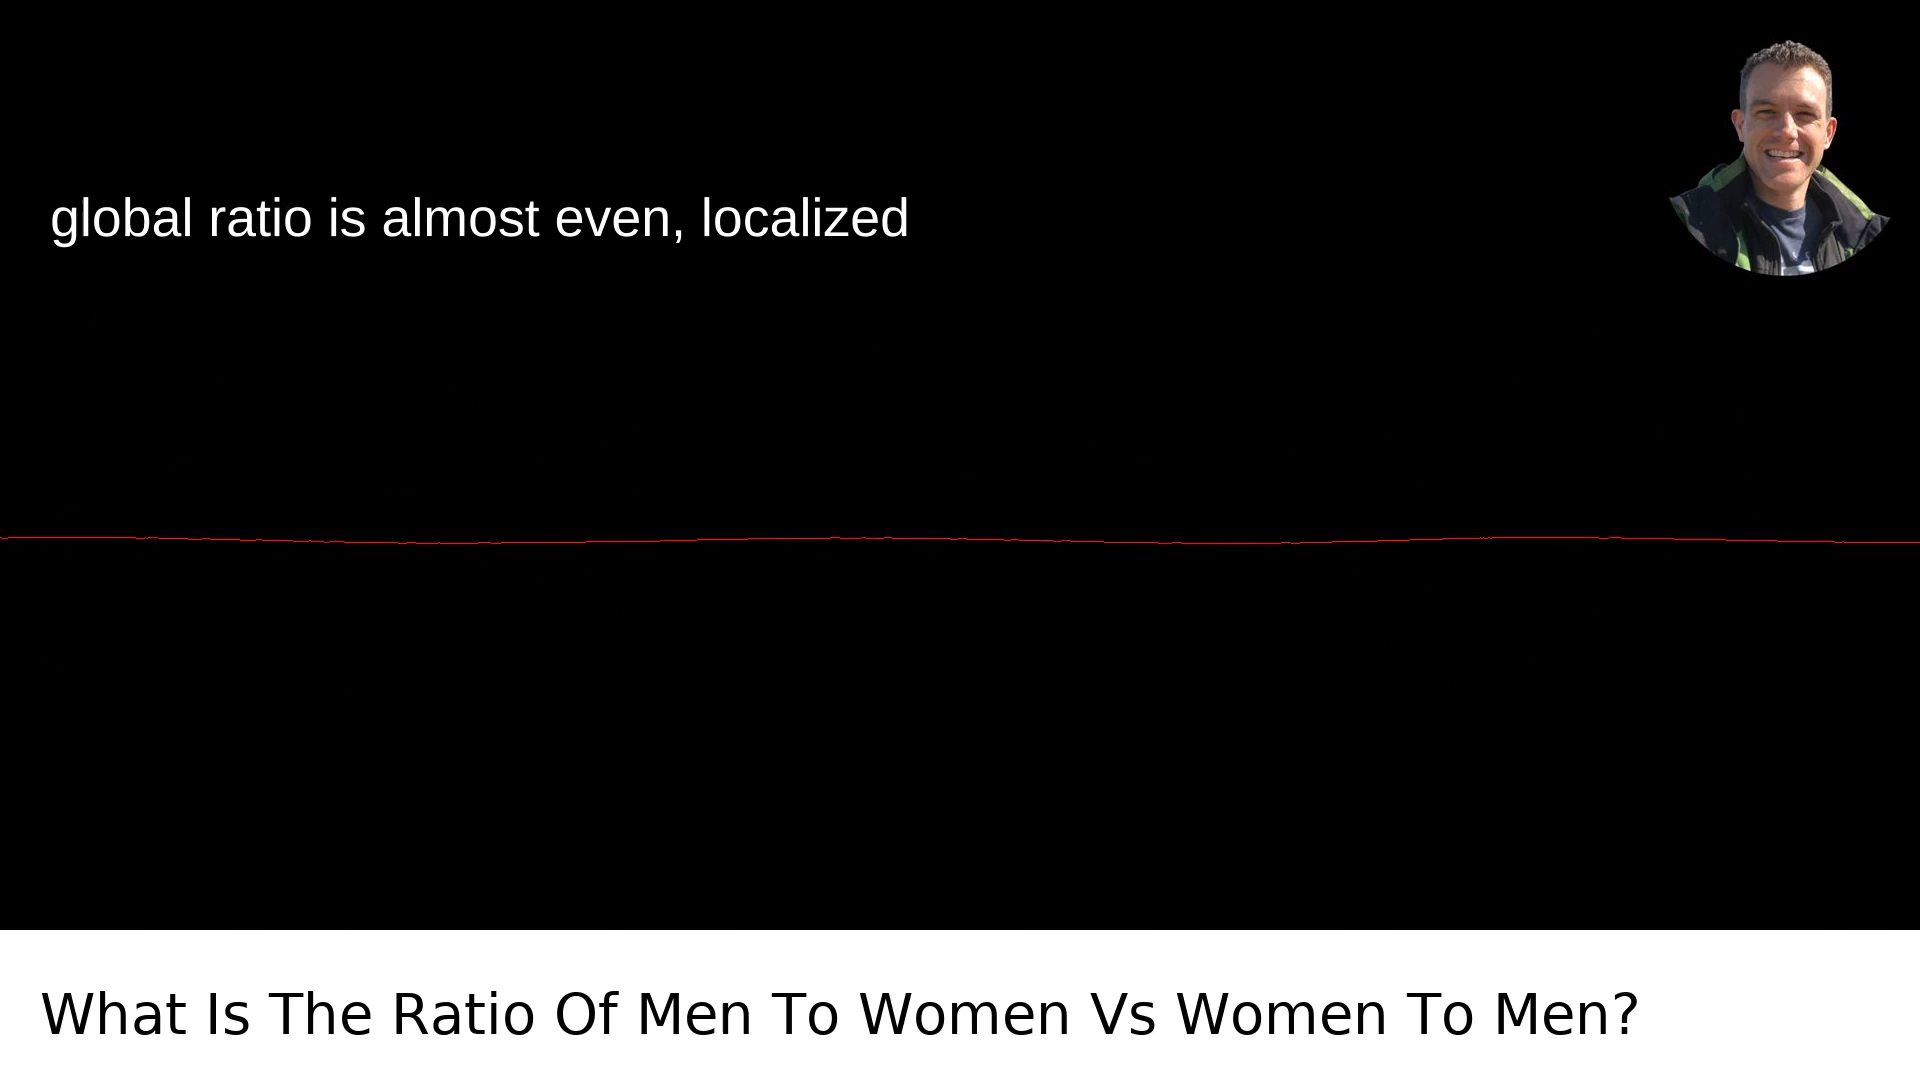 global ratio is almost even, localized
What Is The Ratio Of Men To Women Vs Women To Men?